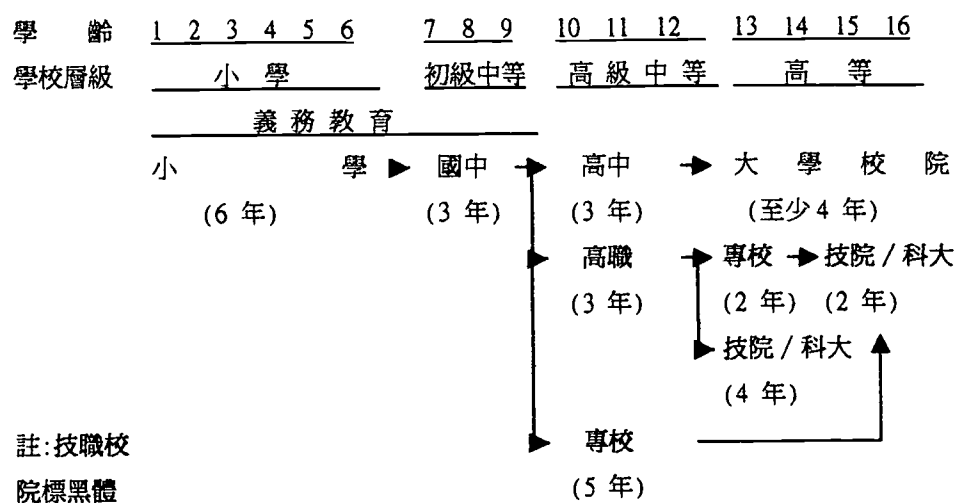 學 齡 1 2 3 4 5 6 7 8 9 10 11 12 13 14 15 16
學校層級 小 學 初級中等 高 級 中 等 高 等
義 務 教 育
小 學 國中 高中 大 學 校 院
(6 年) (3 年) (3 年) (至少 4 年)
高職 專校 技院 / 科大
(3 年) (2 年) (2 年)
技院 / 科大
(4 年)
註:技職校 專校
院標黑體 (5 年)